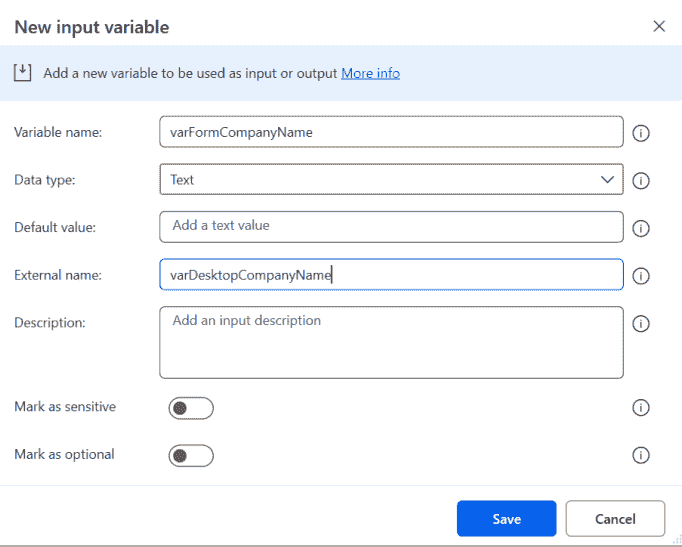 New input variable
Add a new variable to be used as input or output More info
Variable name: varFormCompanyName
Data type: Text
Default value: Add a text value
External name: varDesktopCompanyName
Description: Add an input description
Mark as sensitive
Mark as optional
Save Cancel